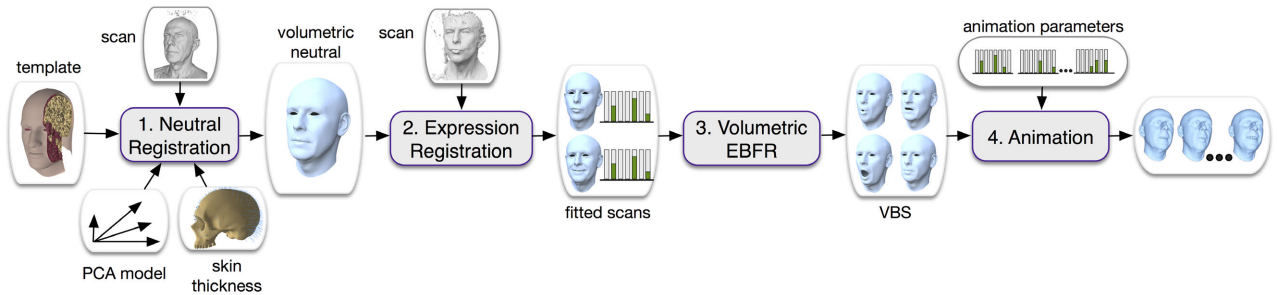 template
scan
1. Neutral
Registration
PCA model
skin
thickness
volumetric
neutral
scan
2. Expression
Registration
fitted scans
3. Volumetric
EBFR
VBS
animation parameters
4. Animation